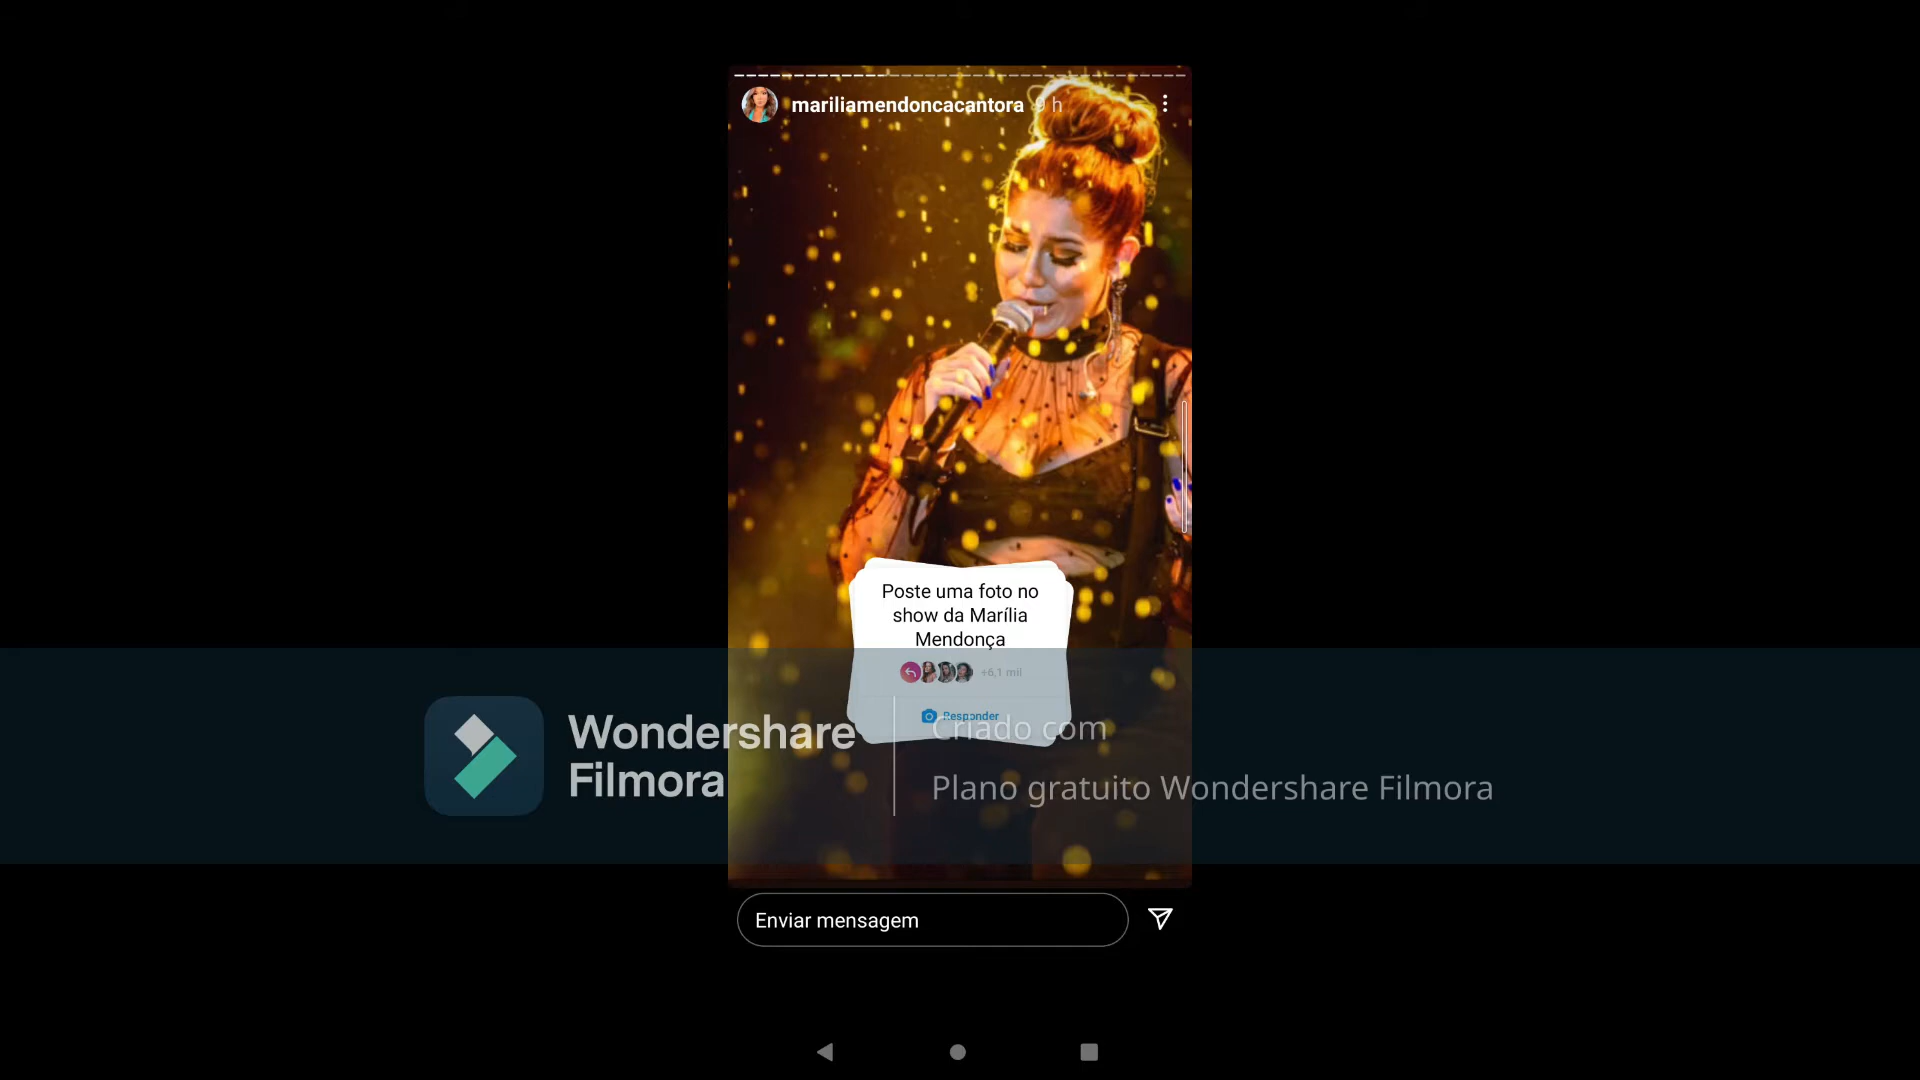 mariliamendoncacantora 9 h
Poste uma foto no
show da Marília
Mendonça
+6,1 mil
Responder
Wondershare
Filmora
Criado com
Plano gratuito Wondershare Filmora
Enviar mensagem